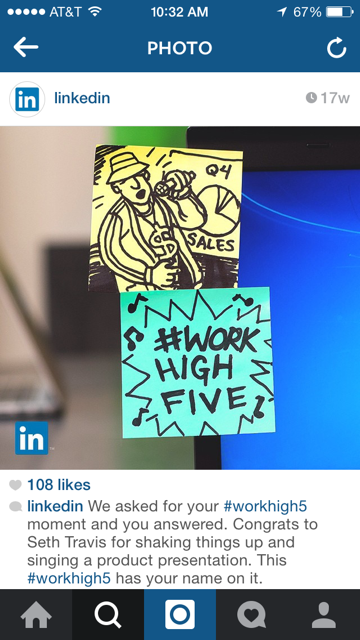 AT&T 10:32 AM 67%
PHOTO
in linkedin 17w
Q4
SALES
#WORK
HIGH
FIVE
in
108 likes
linkedin We asked for your #workhigh5
moment and you answered. Congrats to
Seth Travis for shaking things up and
singing a product presentation. This
#workhigh5 has your name on it.